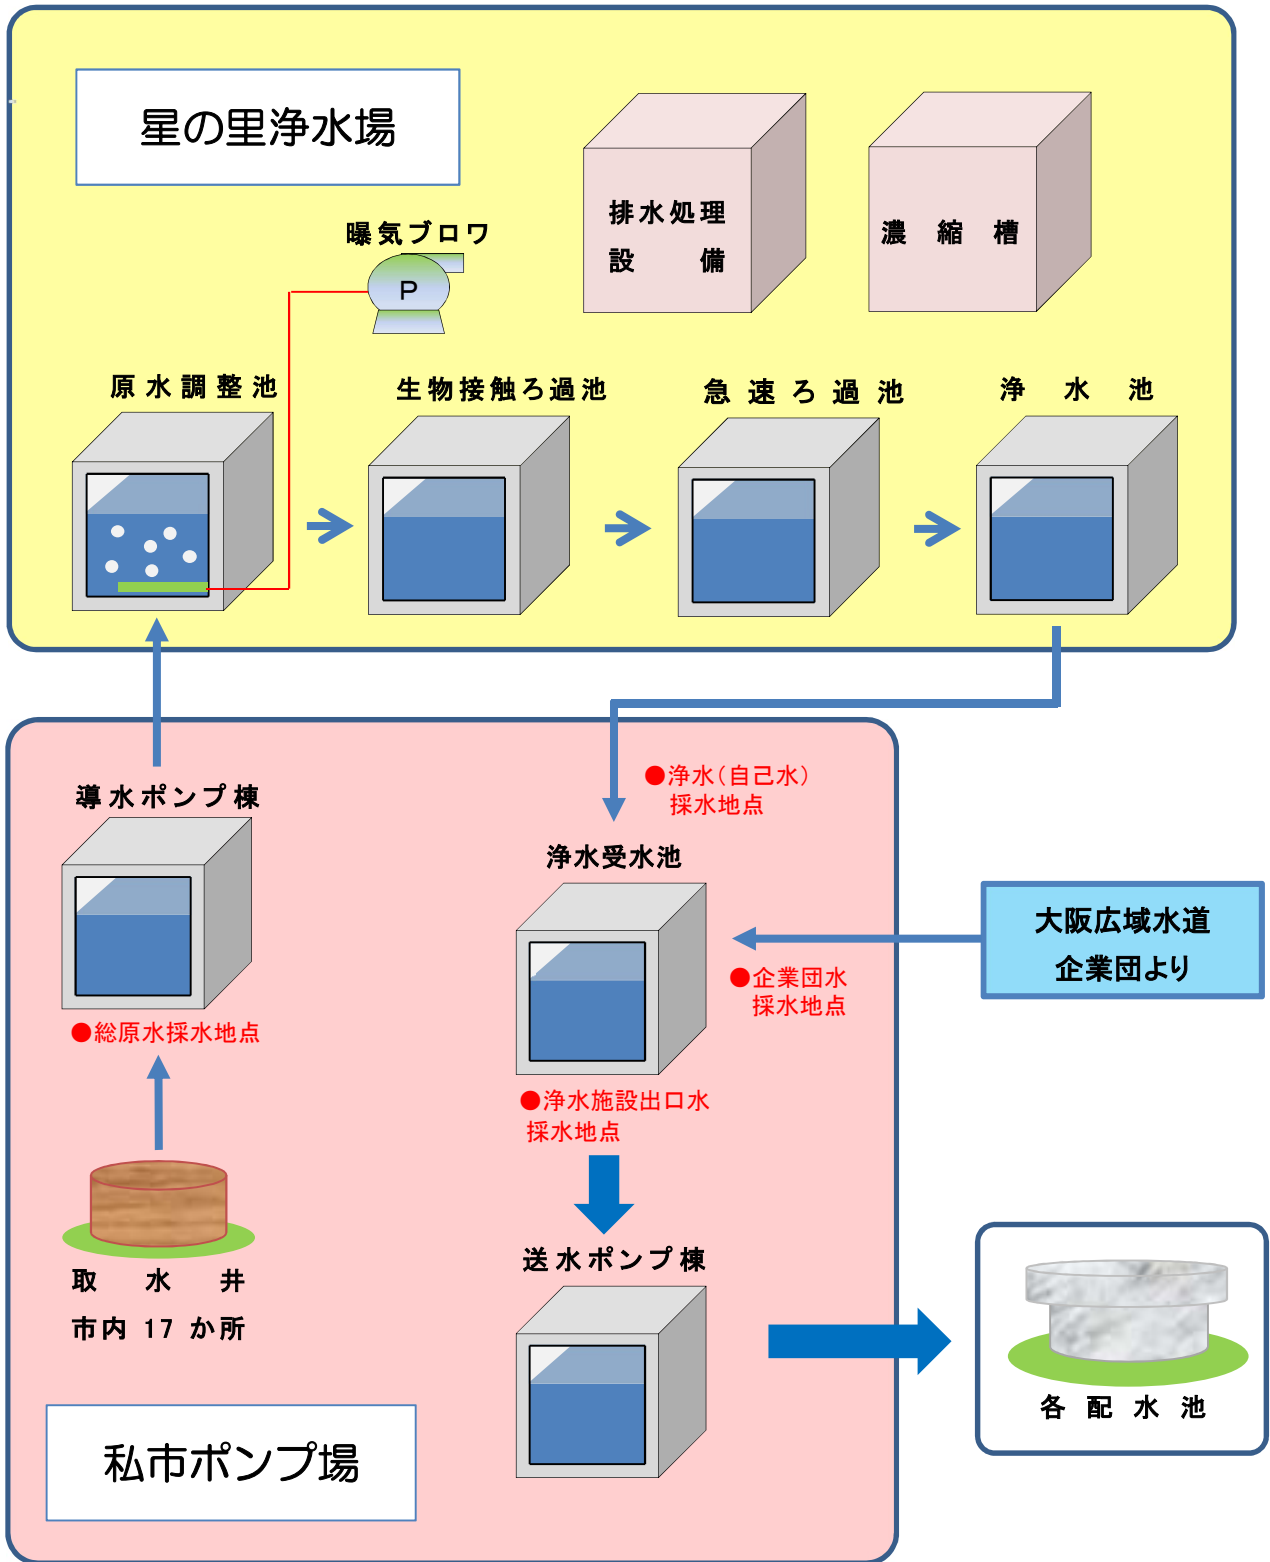 星の里浄水場
排水処理
設備
濃縮槽
曝気ブロワ
P
原水調整池
生物接触ろ過池
急速ろ過池
浄水池
●浄水(自己水)
採水地点
導水ポンプ棟
浄水受水池
大阪広域水道
企業団より
●企業団水
採水地点
●総原水採水地点
●浄水施設出口水
採水地点
取水井
市内 17 か所
送水ポンプ棟
各配水池
私市ポンプ場